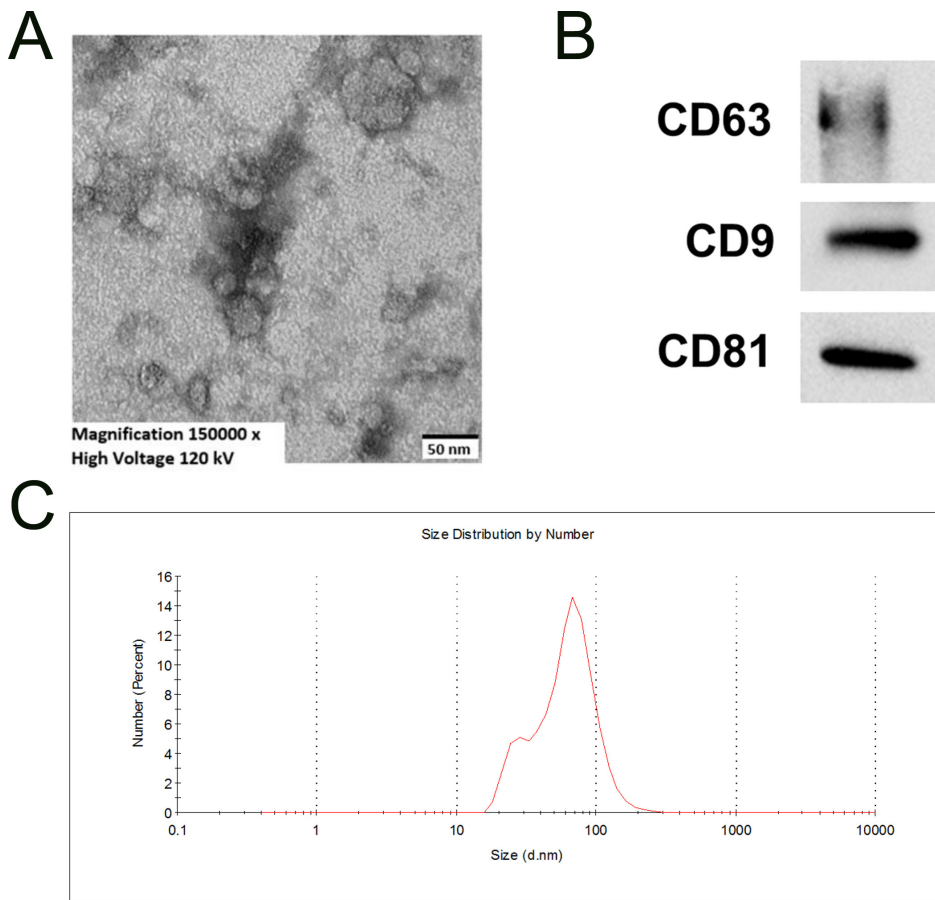 A
Magnification 150000 x
High Voltage 120 kV
50 nm
B
CD63
CD9
CD81
C
Size Distribution by Number
Number (Percent)
16
14
12
10
8
6
4
2
0
0.1
1
10
100
1000
10000
Size (d.nm)